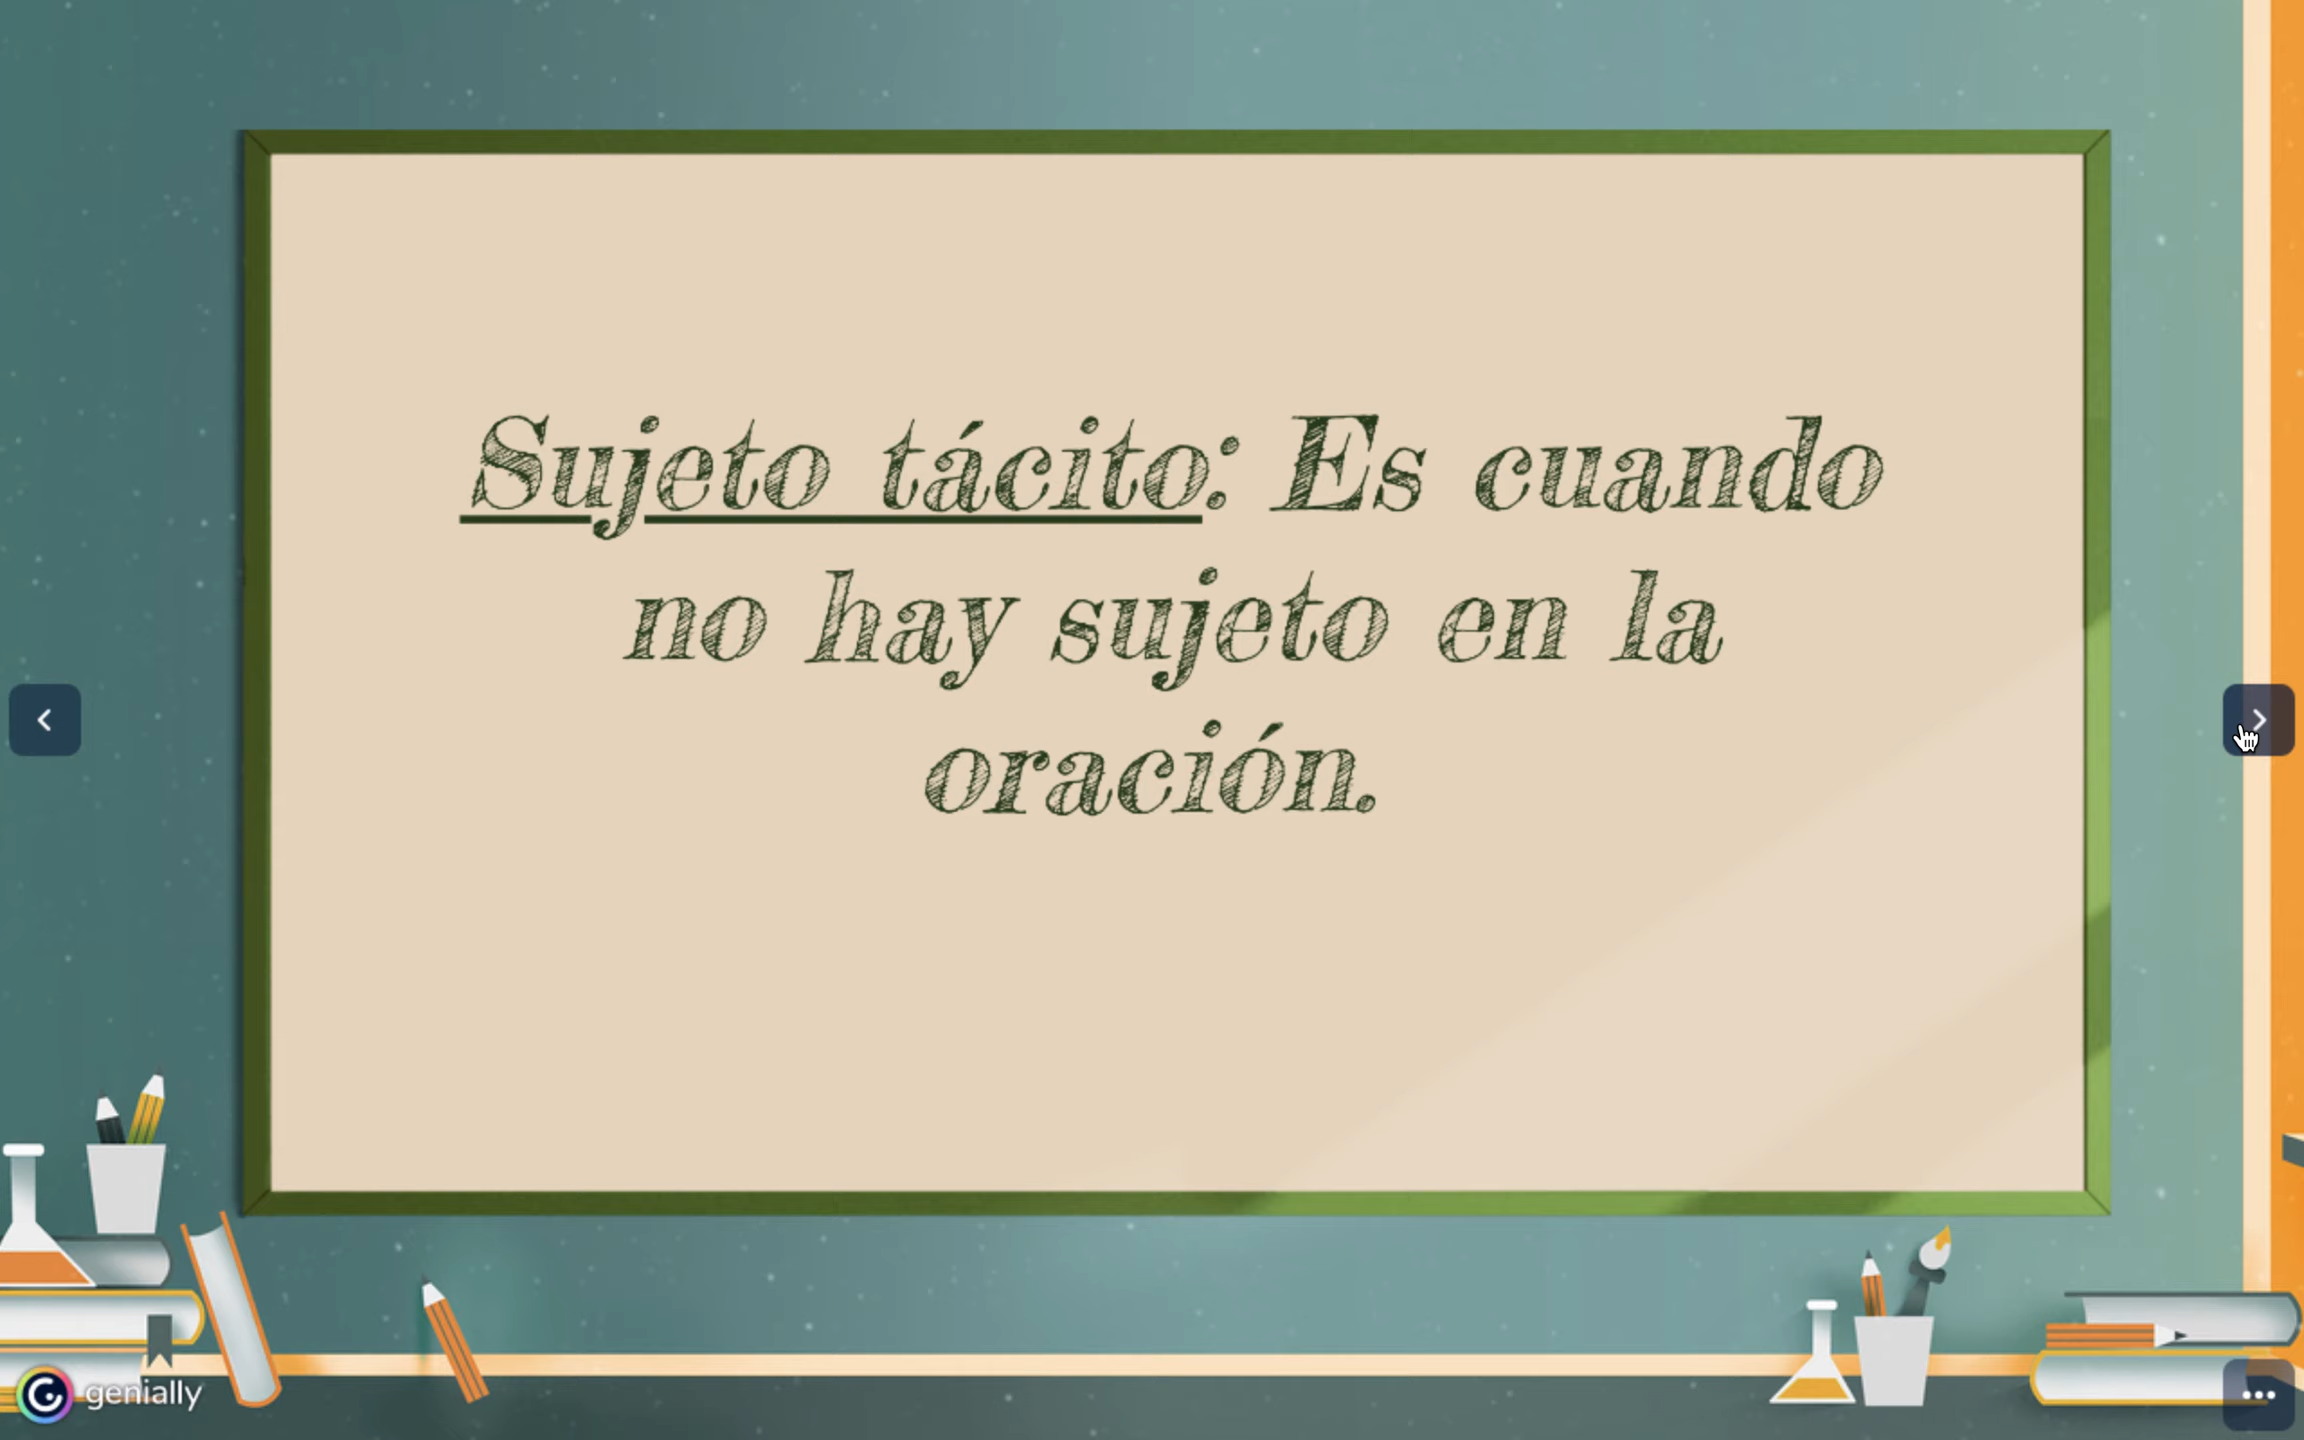 Sujeto tácito: Es cuando
no hay sujeto en la
oración.
genially